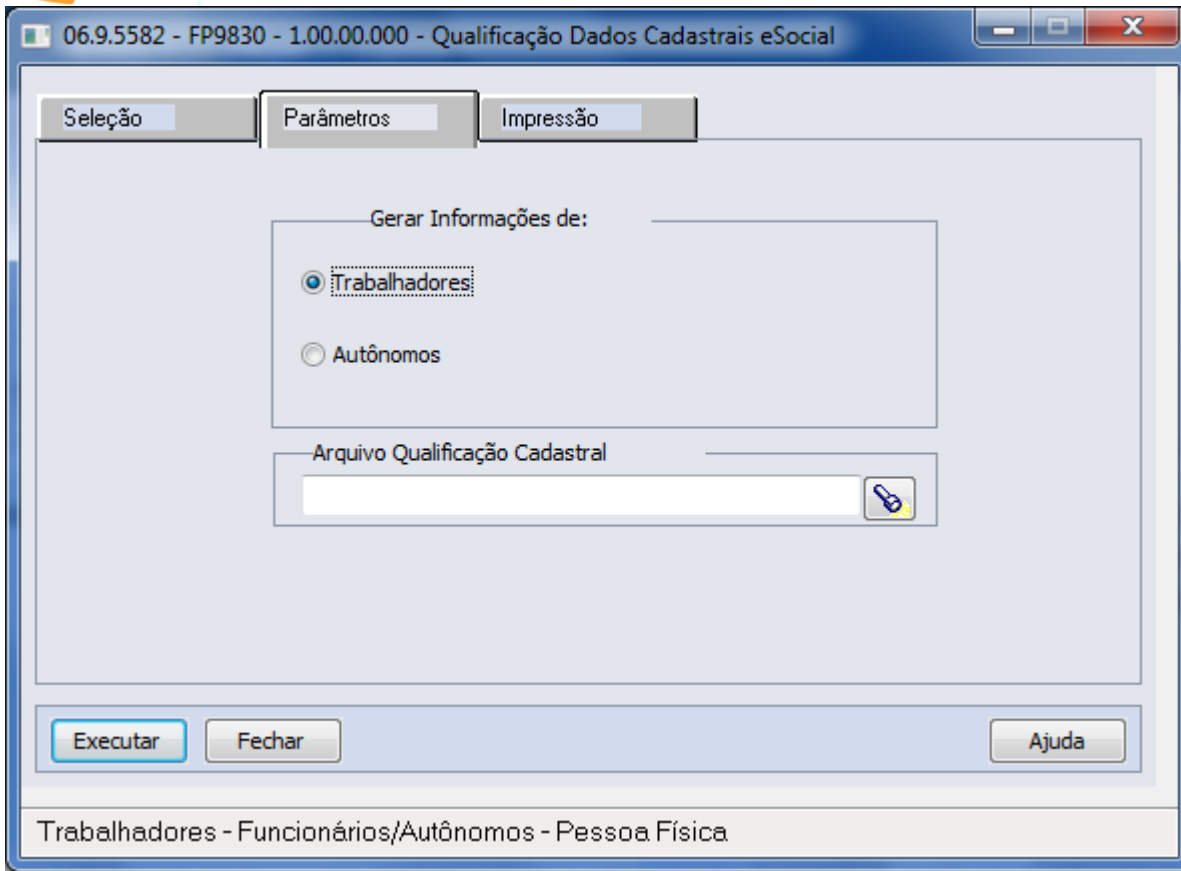 06.9.5582 - FP9830 - 1.00.00.000 - Qualificação Dados Cadastrais eSocial
Seleção Parâmetros Impressão
Gerar Informações de:
Trabalhadores
Autônomos
Arquivo Qualificação Cadastral
Executar Fechar Ajuda
Trabalhadores - Funcionários/Autônomos - Pessoa Física